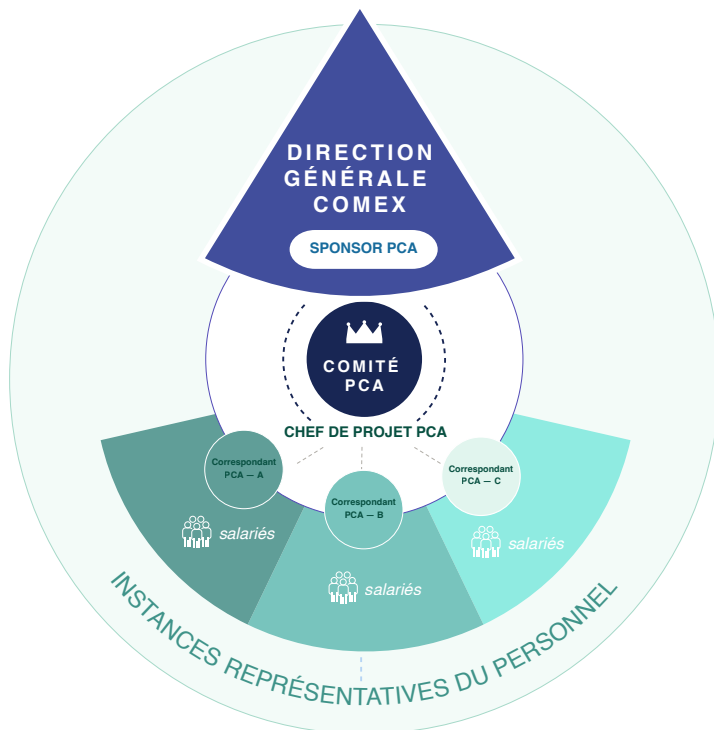 DIRECTION
GÉNÉRALE
COMEX
SPONSOR PCA
COMITÉ
PCA
CHEF DE PROJET PCA
Correspondant
PCA — A
salariés
Correspondant
PCA — B
salariés
Correspondant
PCA — C
salariés
INSTANCES REPRÉSENTATIVES DU PERSONNEL